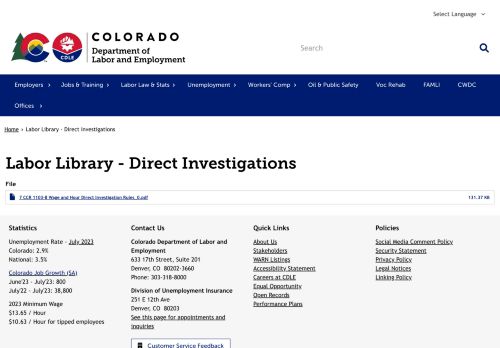 Select Language
COLORADO
Department of
Labor and Employment
CDLE
Search
Employers
Jobs & Training
Labor Law & Stats
Unemployment
Workers' Comp
Oil & Public Safety
Voc Rehab
FAMLI
CWDC
Offices
Home › Labor Library - Direct Investigations
Labor Library - Direct Investigations
File
7 CCR 1103-8 Wage and Hour Direct Investigation Rules_0.pdf 131.37 KB
Statistics
Unemployment Rate - July 2023
Colorado: 2.9%
National: 3.5%
Colorado Job Growth (SA)
June'23 - July'23: 800
July'22 - July'23: 38,800
2023 Minimum Wage
$13.65 / Hour
$10.63 / Hour for tipped employees
Contact Us
Colorado Department of Labor and
Employment
633 17th Street, Suite 201
Denver, CO 80202-3660
Phone: 303-318-8000
Division of Unemployment Insurance
251 E 12th Ave
Denver, CO 80203
See this page for appointments and
inquiries
Customer Service Feedback
Quick Links
About Us
Stakeholders
WARN Listings
Accessibility Statement
Careers at CDLE
Equal Opportunity
Open Records
Performance Plans
Policies
Social Media Comment Policy
Security Statement
Privacy Policy
Legal Notices
Linking Policy